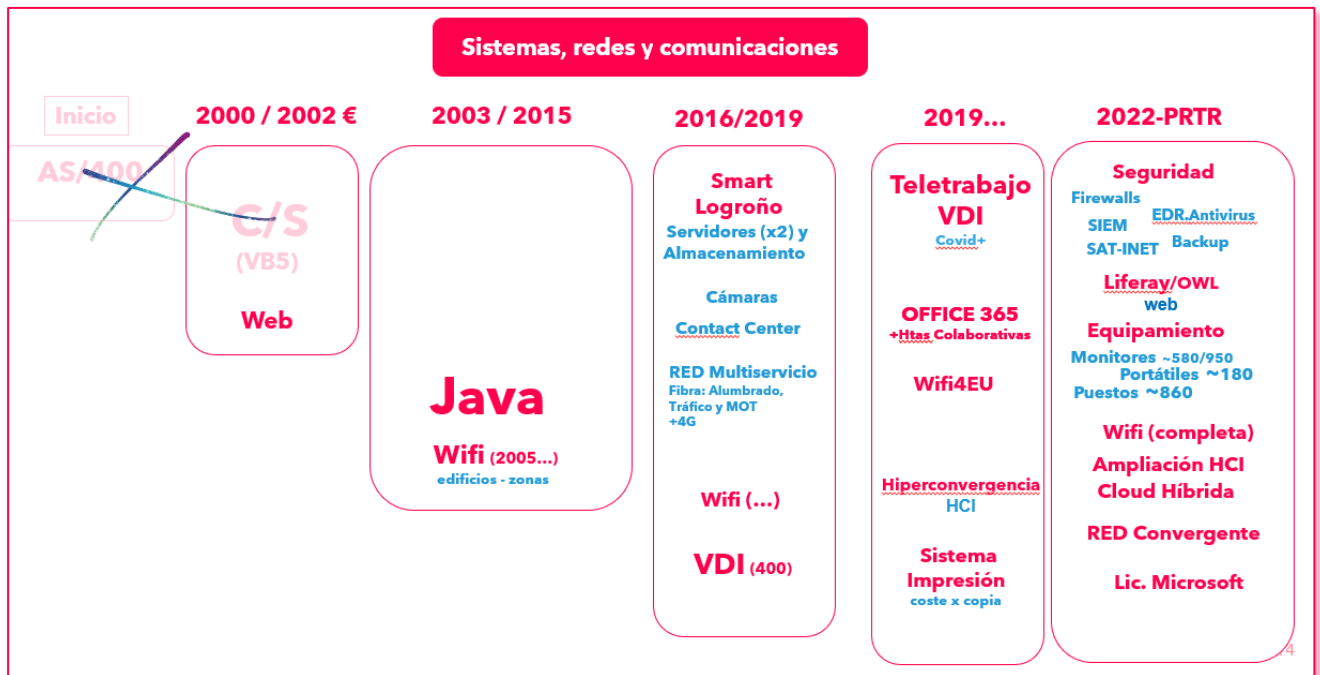 Sistemas, redes y comunicaciones
Inicio
AS/400
2000 / 2002 €
C/S
(VB5)
Web
2003 / 2015
Java
Wifi (2005...)
edificios - zonas
2016/2019
Smart
Logroño
Servidores (x2) y
Almacenamiento
Cámaras
Contact Center
RED Multiservicio
Fibra: Alumbrado,
Tráfico y MOT
+4G
Wifi (...)
VDI (400)
2019...
Teletrabajo
VDI
Covid+
OFFICE 365
+Htas Colaborativas
Wifi4EU
Hiperconvergencia
HCI
Sistema
Impresión
coste x copia
2022-PRTR
Seguridad
Firewalls
EDR.Antivirus
SIEM
Backup
SAT-INET
Liferay/OWL
web
Equipamiento
Monitores ~580/950
Portátiles ~180
Puestos ~860
Wifi (completa)
Ampliación HCI
Cloud Híbrida
RED Convergente
Lic. Microsoft